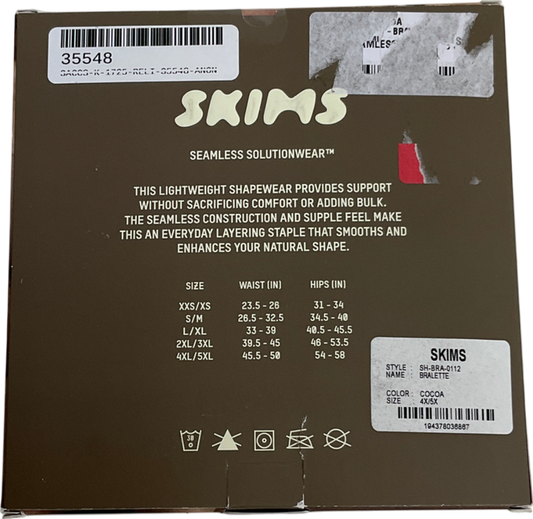 35548
SKIMS
SEAMLESS SOLUTIONWEAR™
THIS LIGHTWEIGHT SHAPEWEAR PROVIDES SUPPORT
WITHOUT SACRIFICING COMFORT OR ADDING BULK.
THE SEAMLESS CONSTRUCTION AND SUPPLE FEEL MAKE
THIS AN EVERYDAY LAYERING STAPLE THAT SMOOTHS AND
ENHANCES YOUR NATURAL SHAPE.
SIZE WAIST (IN) HIPS (IN)
XXS/XS 23.5 - 26 31 - 34
S/M 26.5 - 32.5 34.5 - 40
L/XL 33 - 39 40.5 - 45.5
2XL/3XL 39.5 - 45 46 - 53.5
4XL/5XL 45.5 - 50 54 - 58
SKIMS
STYLE : SH-BRA-0112
NAME : BRALETTE
COLOR : COCOA
SIZE : 4X/5X
194378036867
30